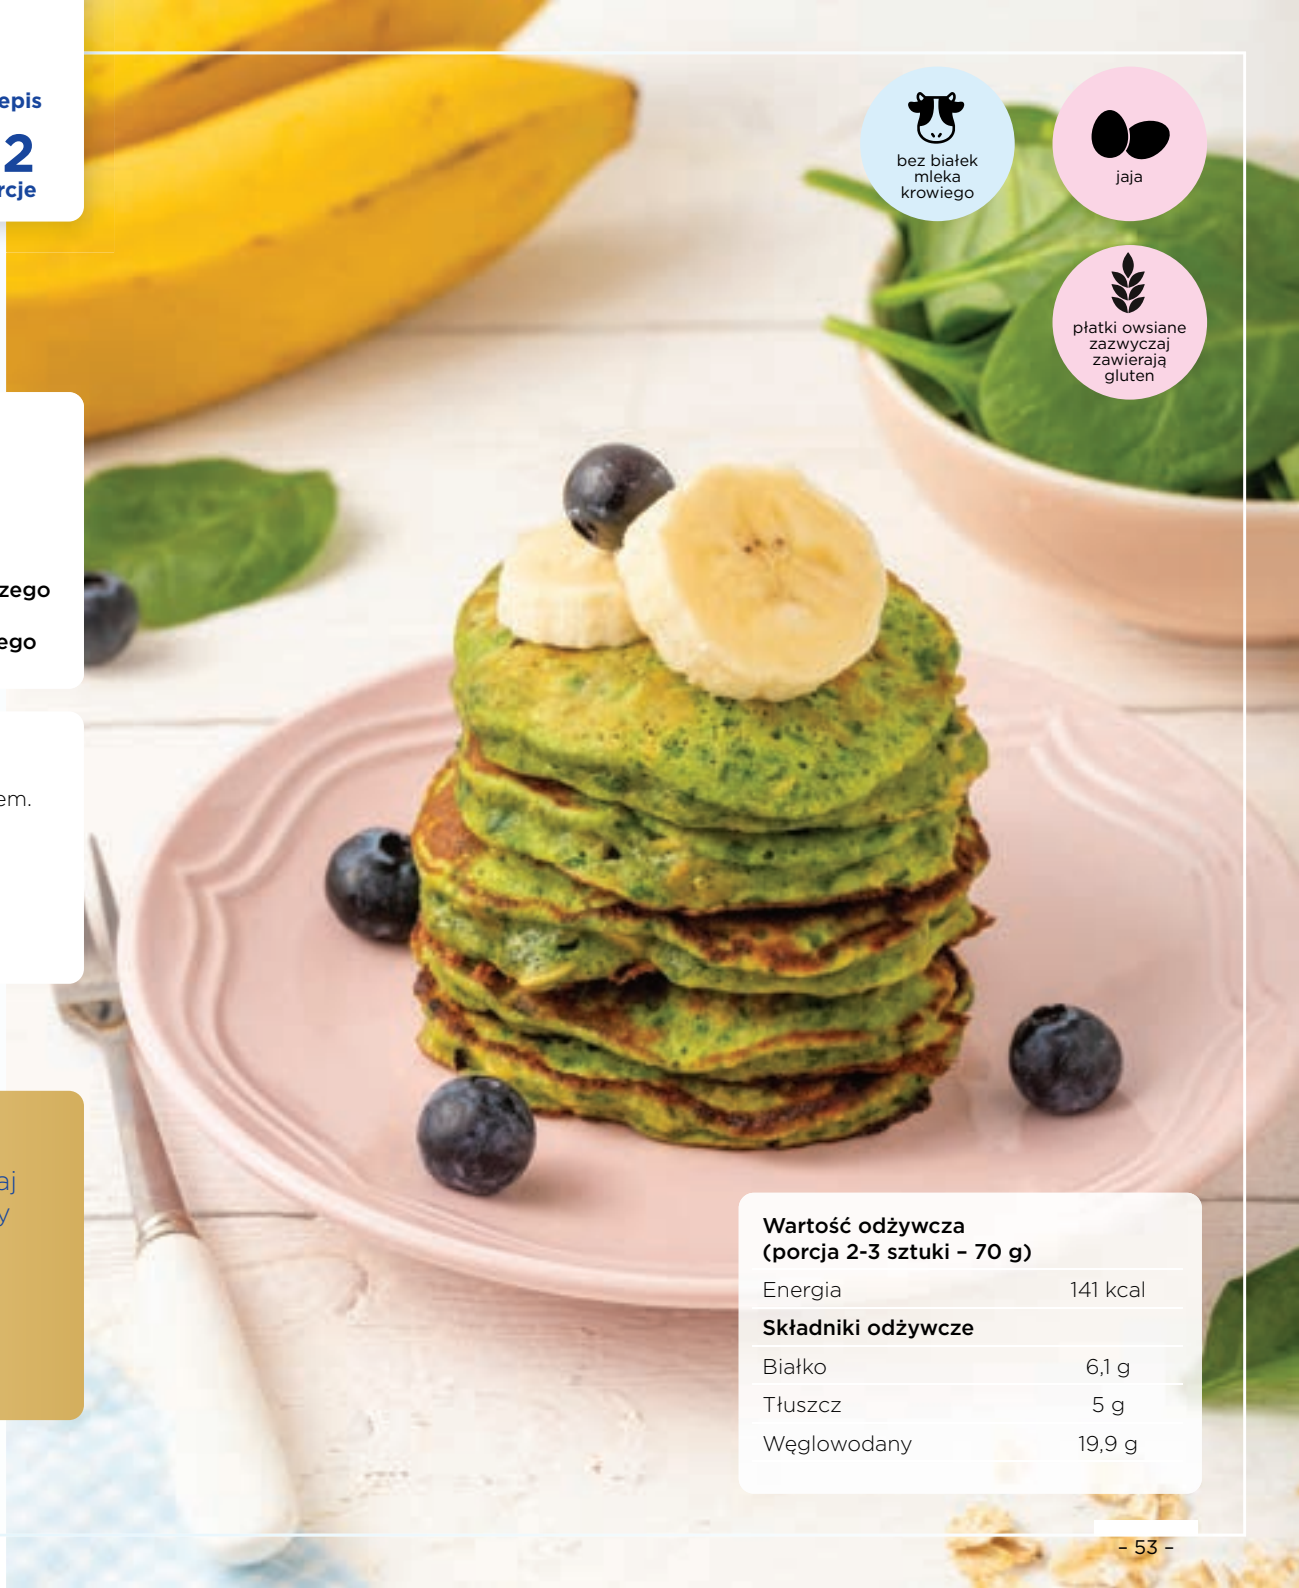 epis
2
rcje
bez białek
mleka
krowiego
jaja
płatki owsiane
zazwyczaj
zawierają
gluten
zego
ego
em.
aj
y
Wartość odżywcza
(porcja 2-3 sztuki – 70 g)
Energia 141 kcal
Składniki odżywcze
Białko 6,1 g
Tłuszcz 5 g
Węglowodany 19,9 g
– 53 –